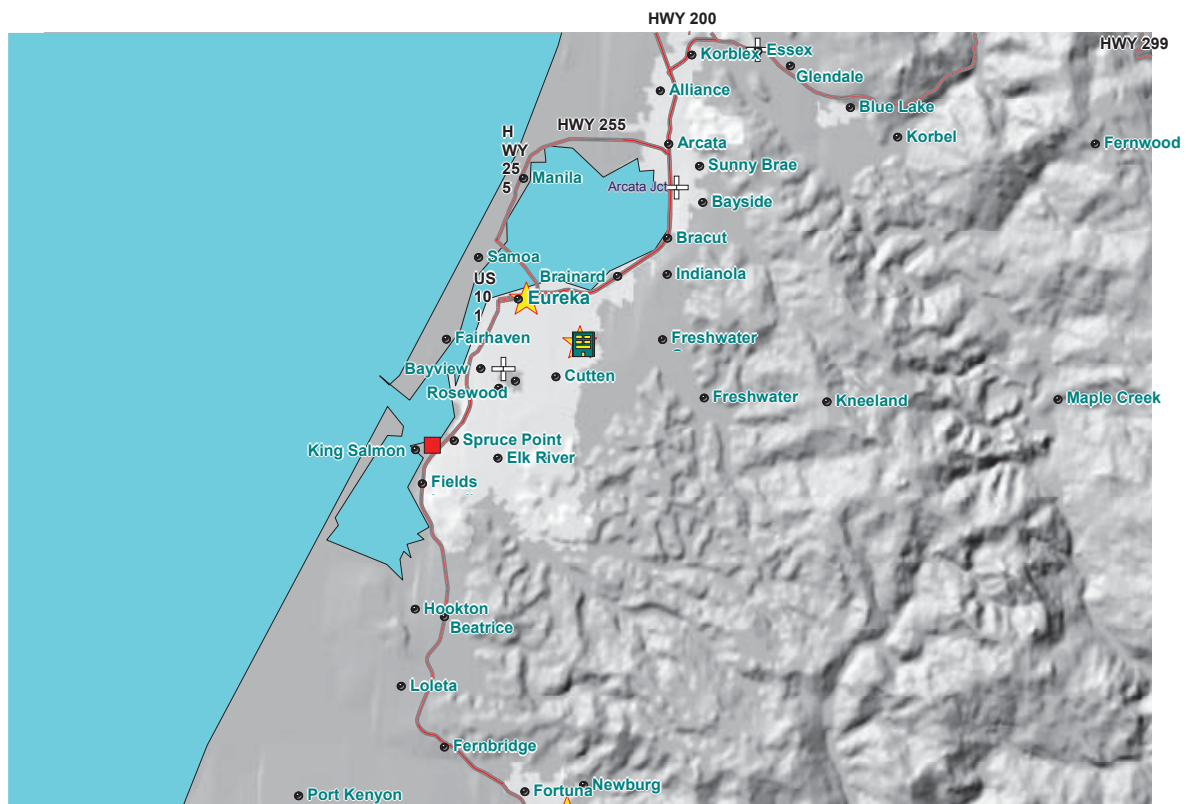 HWY 200
HWY 299
Korblex
Essex
Glendale
Alliance
Blue Lake
HWY 255
H
WY
25
5
Arcata
Korbel
Fernwood
Sunny Brae
Manila
Arcata Jct
Bayside
Bracut
Samoa
Brainard
Indianola
US
10
1
Eureka
Fairhaven
Freshwater
Bayview
Cutten
Rosewood
Freshwater
Kneeland
Maple Creek
King Salmon
Spruce Point
Elk River
Fields
Hookton
Beatrice
Loleta
Fernbridge
Newburg
Fortuna
Port Kenyon